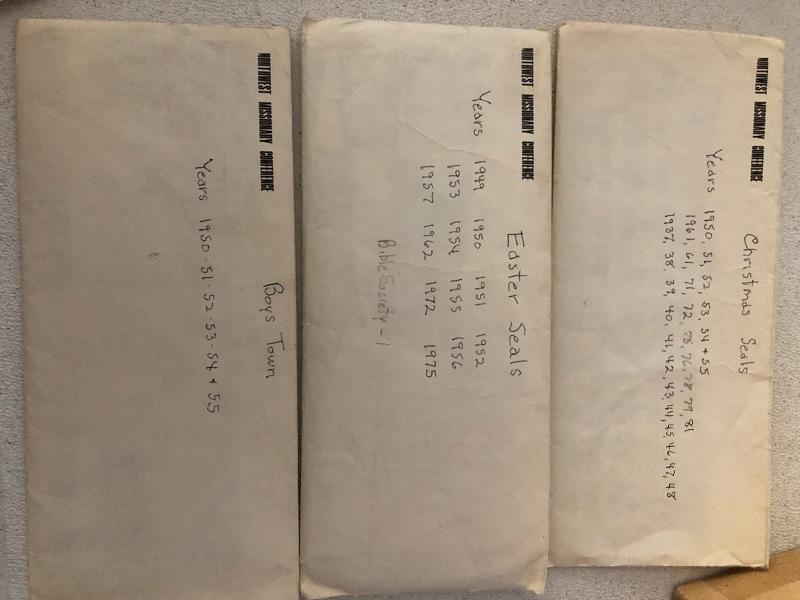 NORTHWEST MISSIONARY CONFERENCE
Boys Town
Years 1950-51-52-53-54 + 55
NORTHWEST MISSIONARY CONFERENCE
Easter Seals
Years 1949 1950 1951 1952
1953 1954 1955 1956
1957 1962 1972 1975
Bible Society = 1
NORTHWEST MISSIONARY CONFERENCE
Christmas Seals
Years 1950, 51, 52, 53, 54 + 55
1961, 61, 71, 72, 78, 76, 78, 79, 81
1937, 38, 39, 40, 41, 42, 43, 44, 45, 46, 47, 48